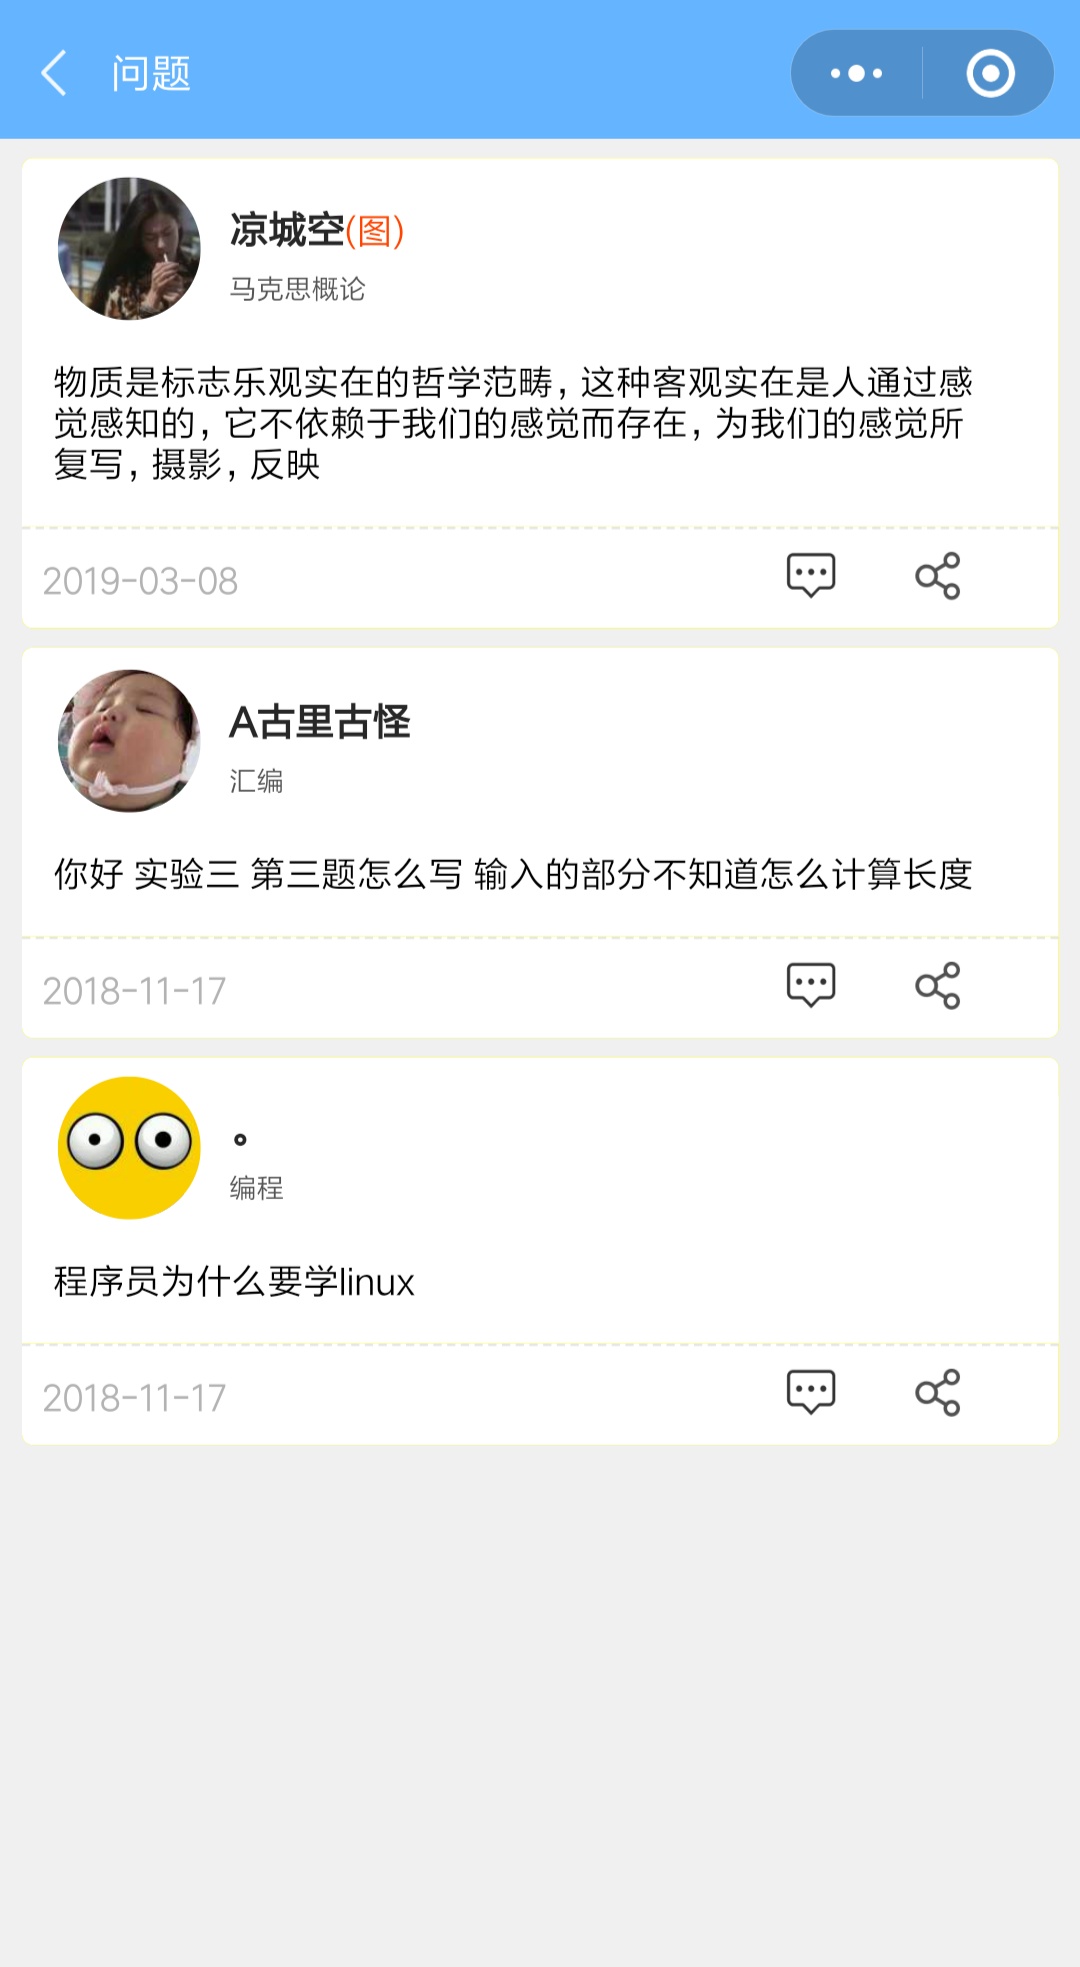 问题
凉城空(图)
马克思概论
物质是标志乐观实在的哲学范畴，这种客观实在是人通过感
觉感知的，它不依赖于我们的感觉而存在，为我们的感觉所
复写，摄影，反映
2019-03-08
A古里古怪
汇编
你好 实验三 第三题怎么写 输入的部分不知道怎么计算长度
2018-11-17
。
编程
程序员为什么要学linux
2018-11-17